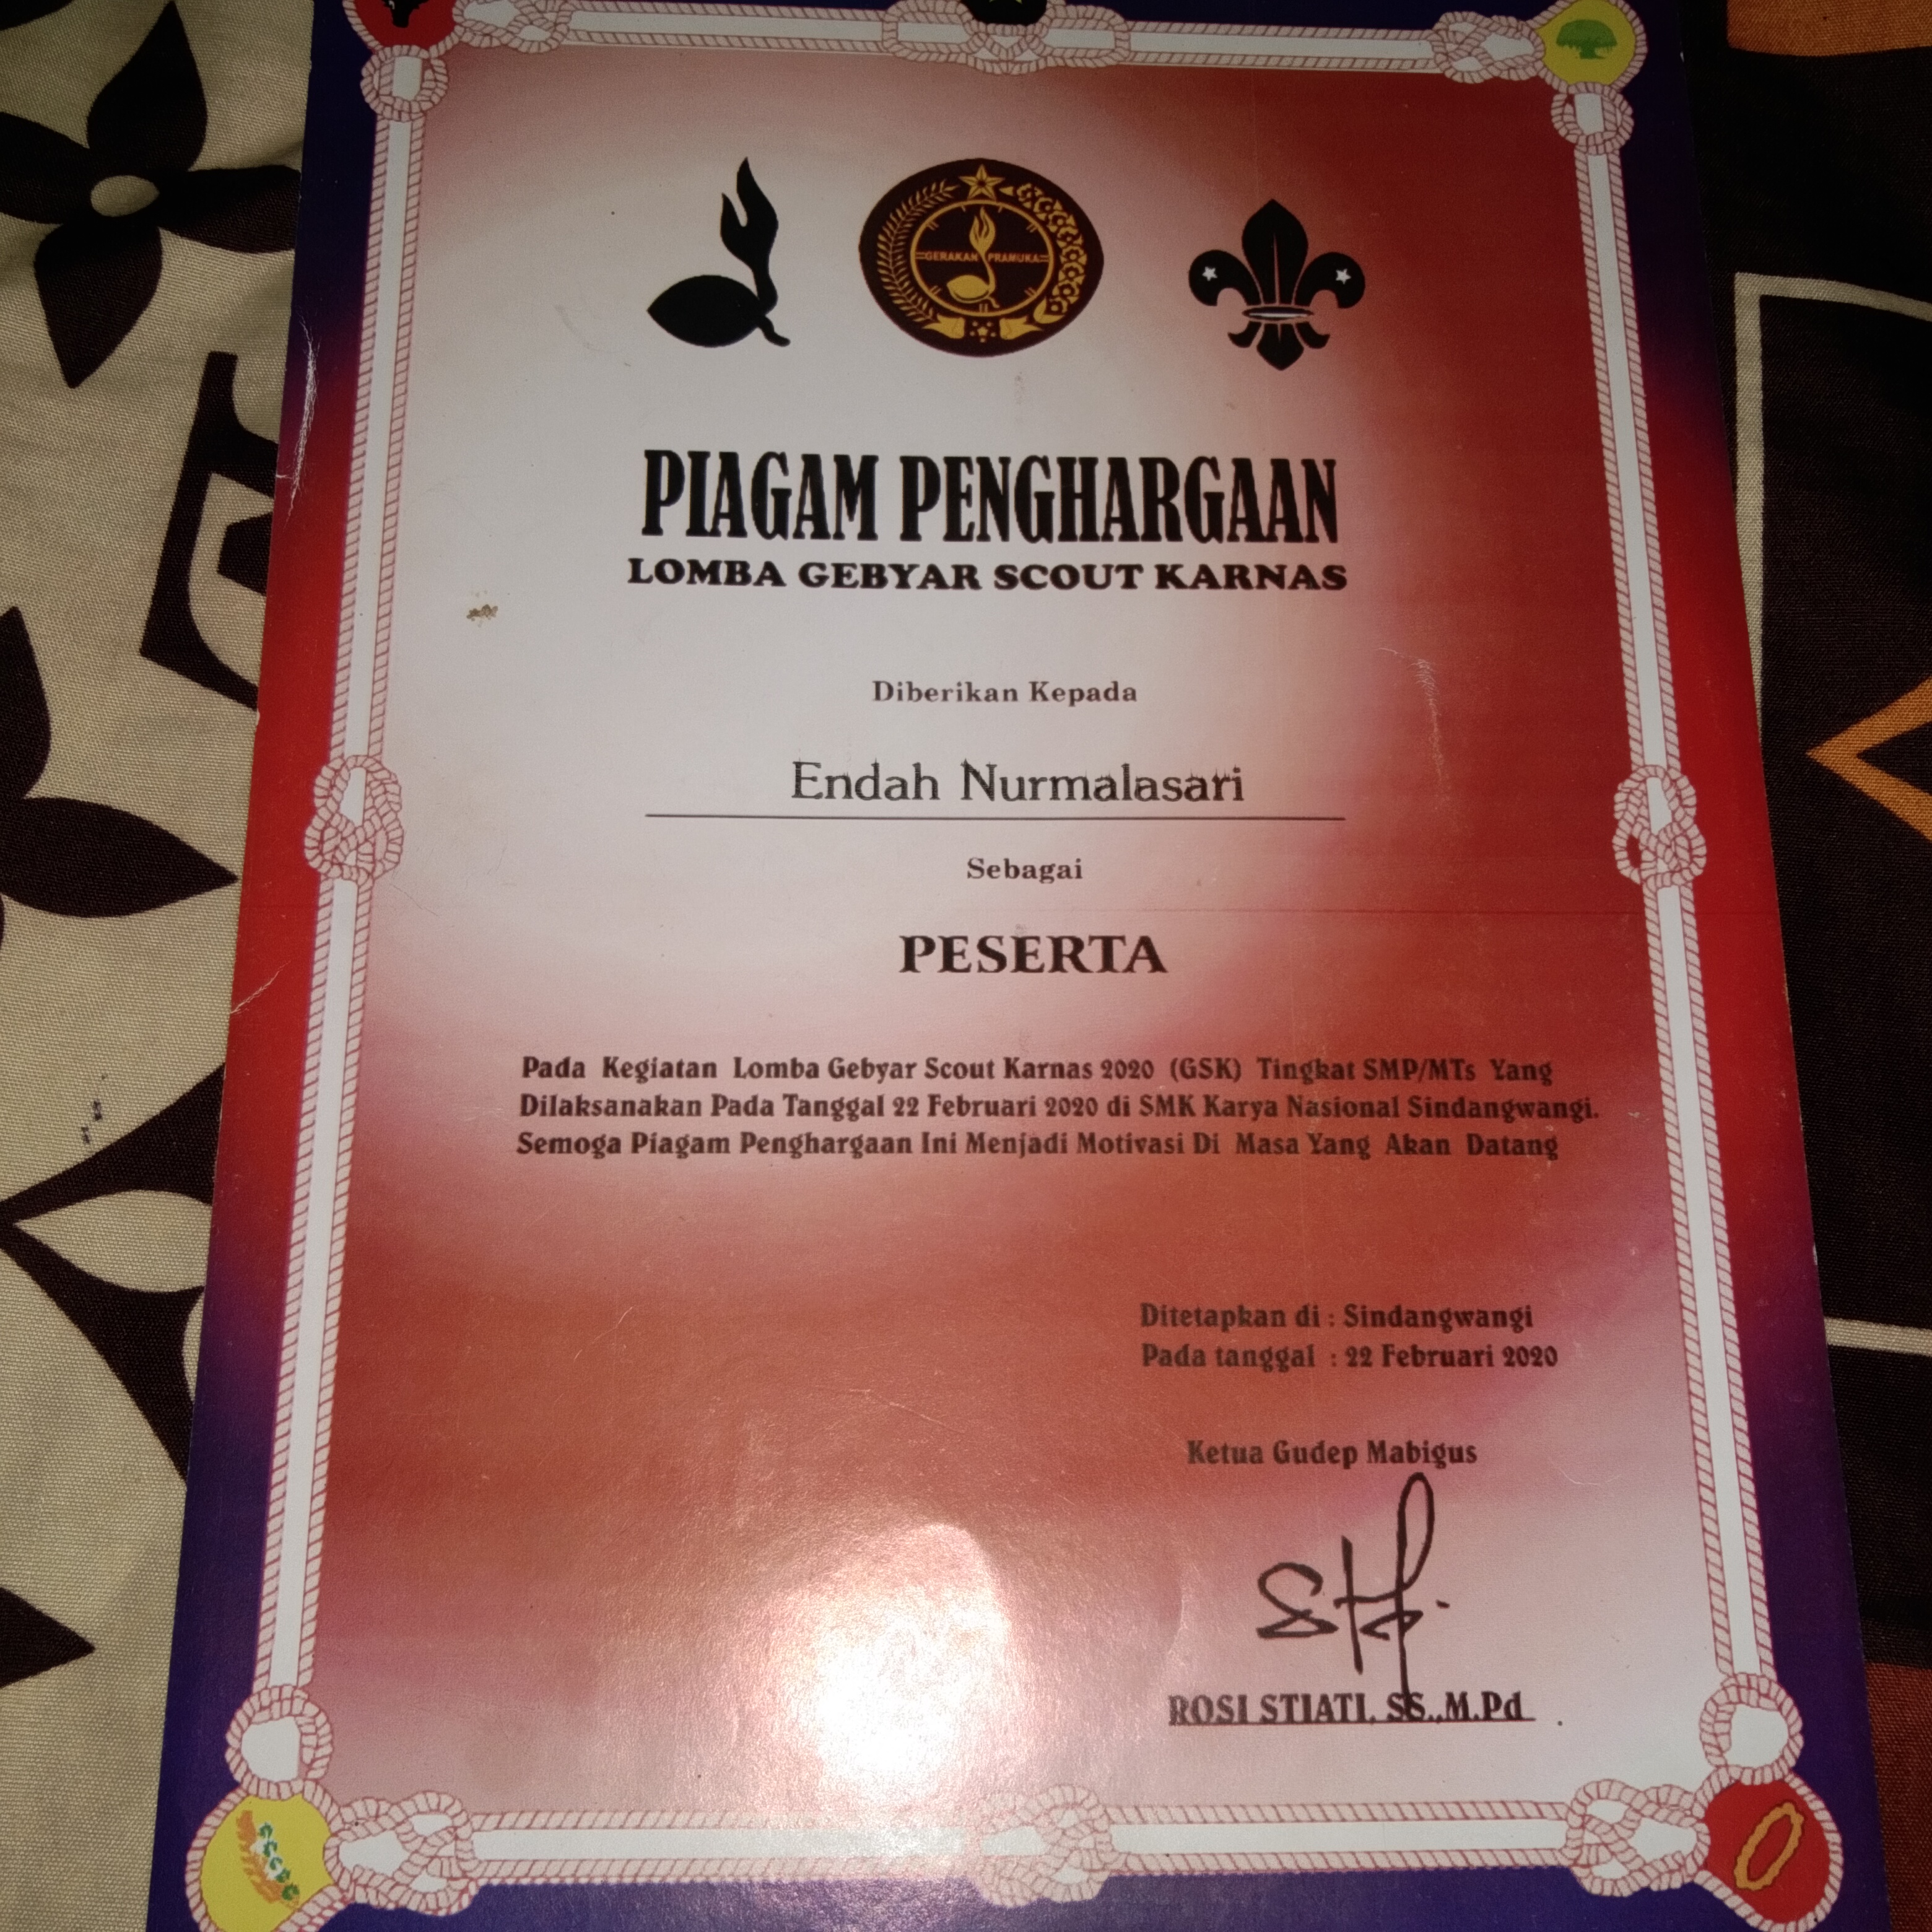 GERAKAN PRAMUKA
PIAGAM PENGHARGAAN
LOMBA GEBYAR SCOUT KARNAS
Diberikan Kepada
Endah Nurmalasari
Sebagai
PESERTA
Pada Kegiatan Lomba Gebyar Scout Karnas 2020 (GSK) Tingkat SMP/MTs Yang
Dilaksanakan Pada Tanggal 22 Februari 2020 di SMK Karya Nasional Sindangwangi.
Semoga Piagam Penghargaan Ini Menjadi Motivasi Di Masa Yang Akan Datang
Ditetapkan di : Sindangwangi
Pada tanggal : 22 Februari 2020
Ketua Gudep Mabigus
ROSI STIATI, SS.,M.Pd